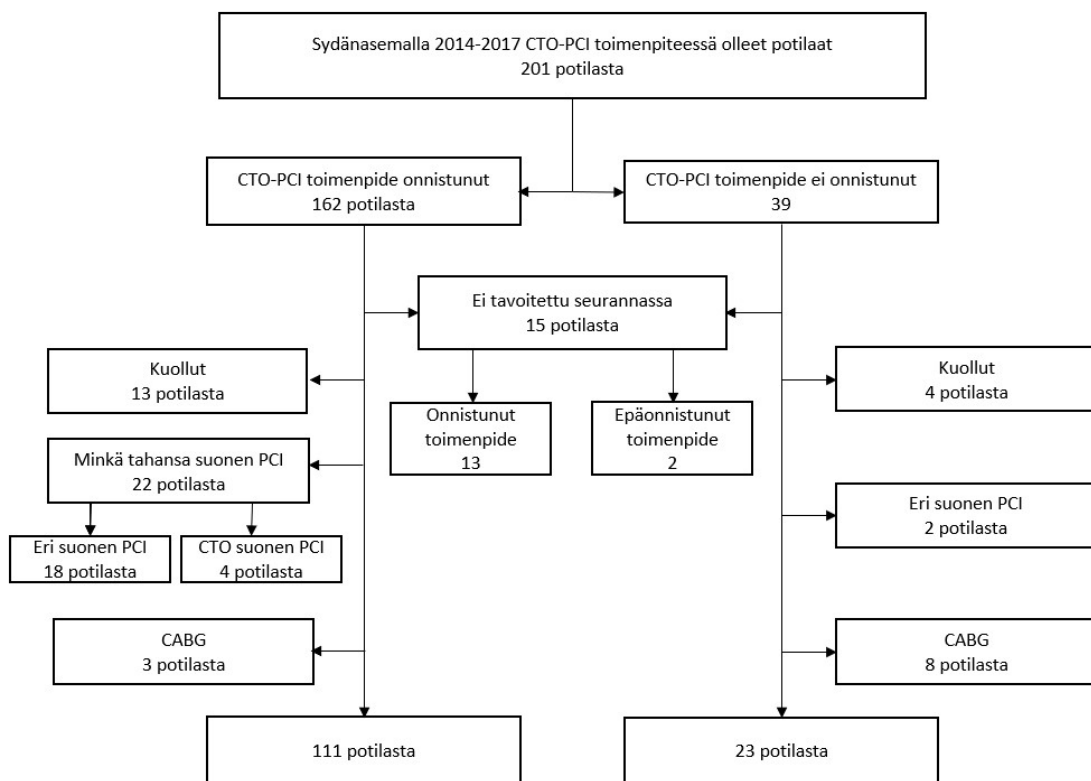 Sydänasemalla 2014-2017 CTO-PCI toimenpiteessä olleet potilaat
201 potilasta
CTO-PCI toimenpide onnistunut
162 potilasta
CTO-PCI toimenpide ei onnistunut
39
Ei tavoitettu seurannassa
15 potilasta
Kuollut
13 potilasta
Kuollut
4 potilasta
Onnistunut
toimenpide
13
Epäonnistunut
toimenpide
2
Minkä tahansa suonen PCI
22 potilasta
Eri suonen PCI
2 potilasta
Eri suonen PCI
18 potilasta
CTO suonen PCI
4 potilasta
CABG
3 potilasta
CABG
8 potilasta
111 potilasta
23 potilasta